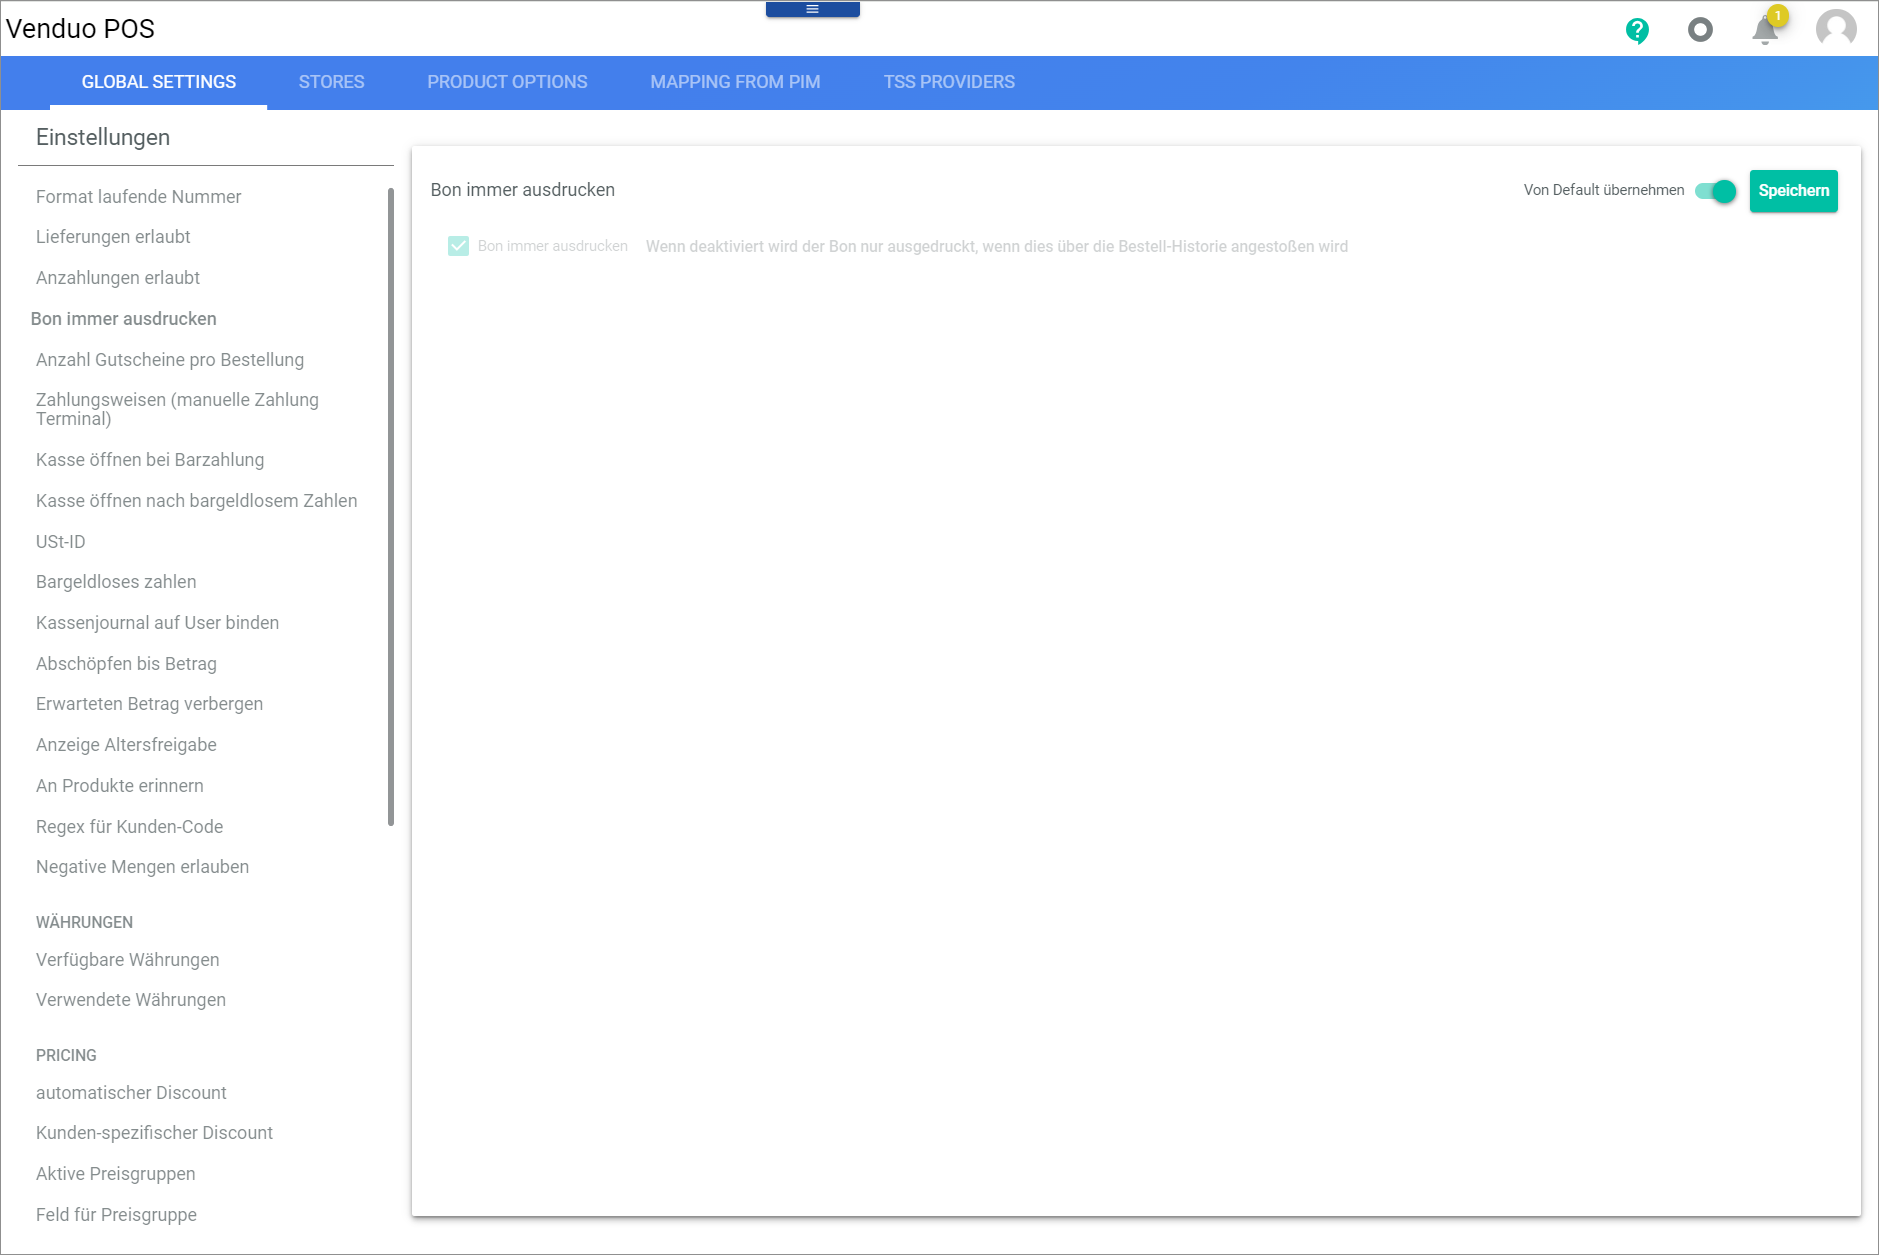 Venduo POS
1
GLOBAL SETTINGS
STORES
PRODUCT OPTIONS
MAPPING FROM PIM
TSS PROVIDERS
Einstellungen
Format laufende Nummer
Lieferungen erlaubt
Anzahlungen erlaubt
Bon immer ausdrucken
Anzahl Gutscheine pro Bestellung
Zahlungsweisen (manuelle Zahlung
Terminal)
Kasse öffnen bei Barzahlung
Kasse öffnen nach bargeldlosem Zahlen
USt-ID
Bargeldloses zahlen
Kassenjournal auf User binden
Abschöpfen bis Betrag
Erwarteten Betrag verbergen
Anzeige Altersfreigabe
An Produkte erinnern
Regex für Kunden-Code
Negative Mengen erlauben
WÄHRUNGEN
Verfügbare Währungen
Verwendete Währungen
PRICING
automatischer Discount
Kunden-spezifischer Discount
Aktive Preisgruppen
Feld für Preisgruppe
Bon immer ausdrucken
Von Default übernehmen
Speichern
Bon immer ausdrucken
Wenn deaktiviert wird der Bon nur ausgedruckt, wenn dies über die Bestell-Historie angestoßen wird